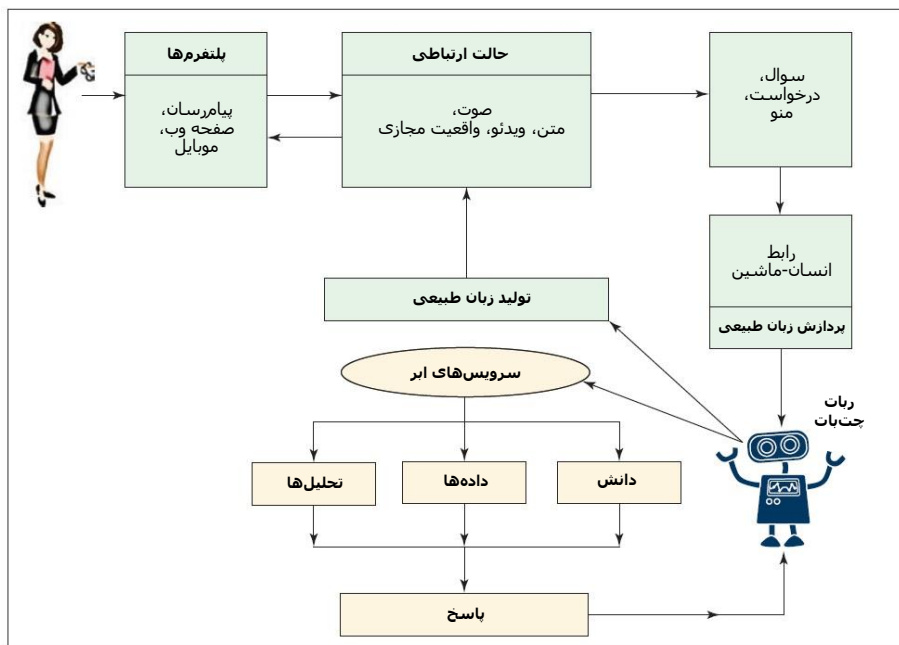 پلتفرم‌ها
پیام‌رسان،
صفحه وب،
موبایل
حالت ارتباطی
صوت،
متن، ویدئو، واقعیت مجازی
سوال،
درخواست،
منو
رابط
انسان-ماشین
پردازش زبان طبیعی
تولید زبان طبیعی
سرویس‌های ابر
ربات
چت‌بات
دانش
داده‌ها
تحلیل‌ها
پاسخ